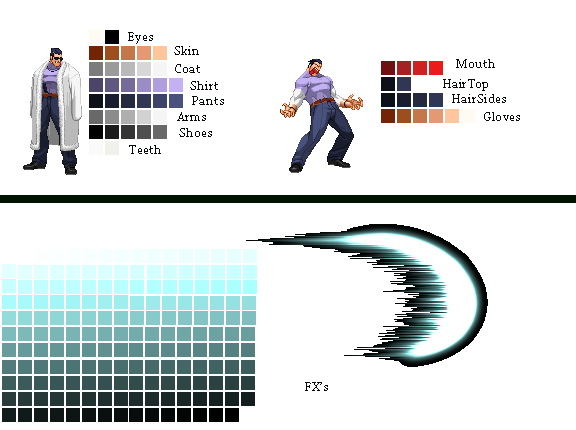 Eyes
Skin
Coat
Shirt
Pants
Arms
Shoes
Teeth
Mouth
HairTop
HairSides
Gloves
FX's